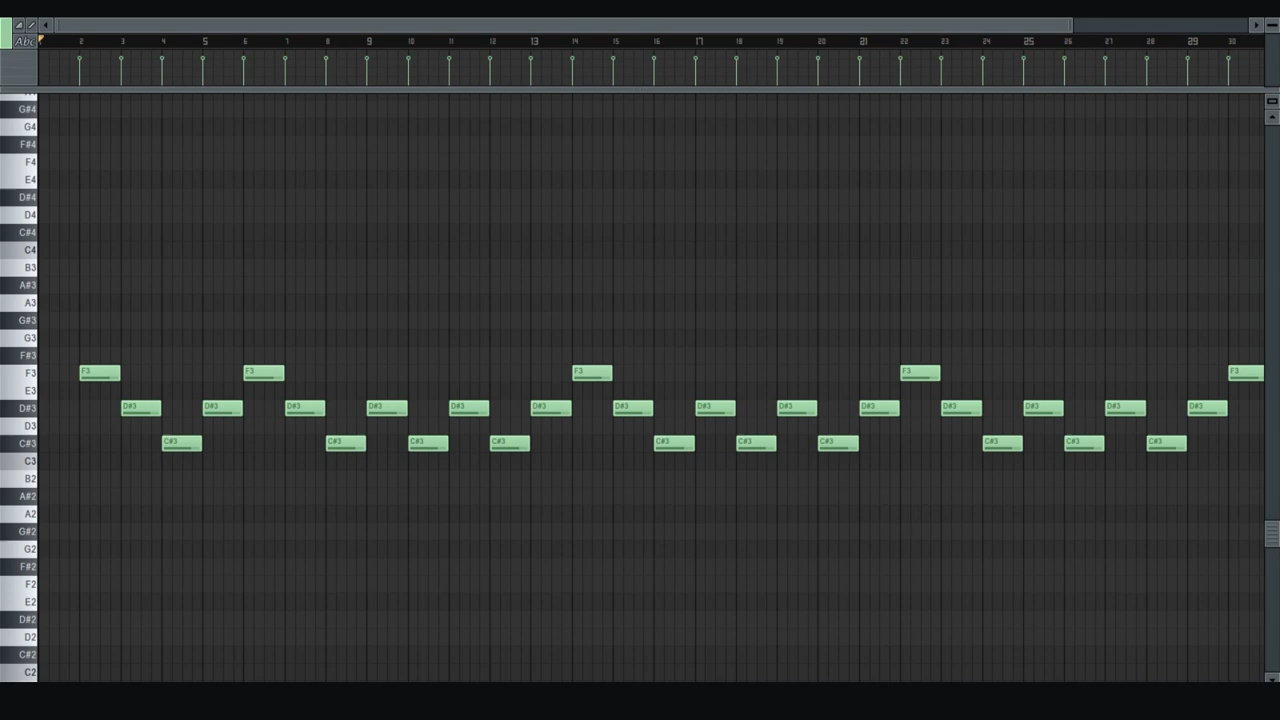 Abc 2 3 4 5 6 7 8 9 10 11 12 13 14 15 16 17 18 19 20 21 22 23 24 25 26 27 28 29 30
G#4
G4
F#4
F4
E4
D#4
D4
C#4
C4
B3
A#3
A3
G#3
G3
F#3
F3 F3 F3 F3 F3 F3
E3
D#3 D#3 D#3 D#3 D#3 D#3 D#3 D#3 D#3 D#3 D#3 D#3 D#3 D#3 D#3
D3
C#3 C#3 C#3 C#3 C#3 C#3 C#3 C#3 C#3 C#3 C#3
C3
B2
A#2
A2
G#2
G2
F#2
F2
E2
D#2
D2
C#2
C2